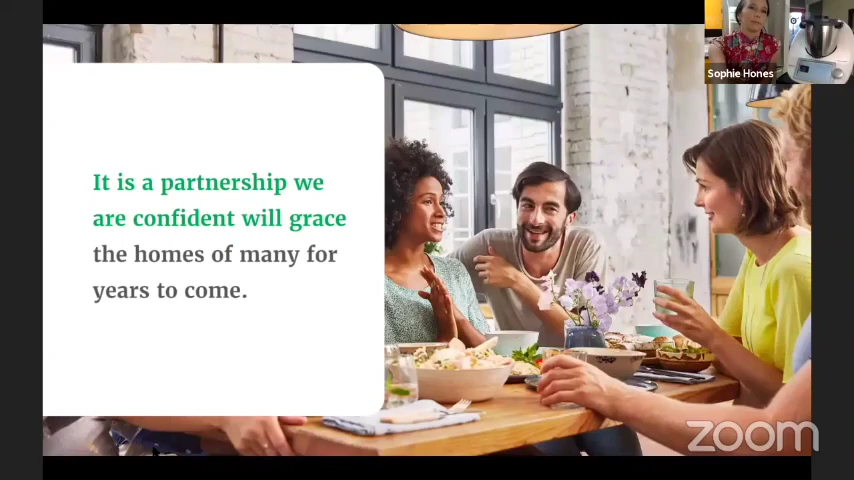 It is a partnership we
are confident will grace
the homes of many for
years to come.
Sophie Hones
zoom